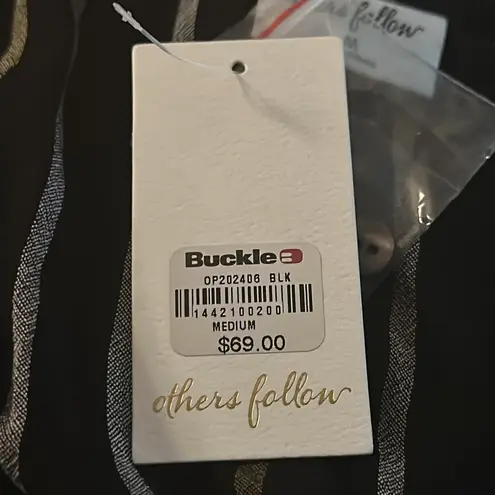 others follow
M
Buckle B
OP202406 BLK
1442100200
MEDIUM
$69.00
others follow